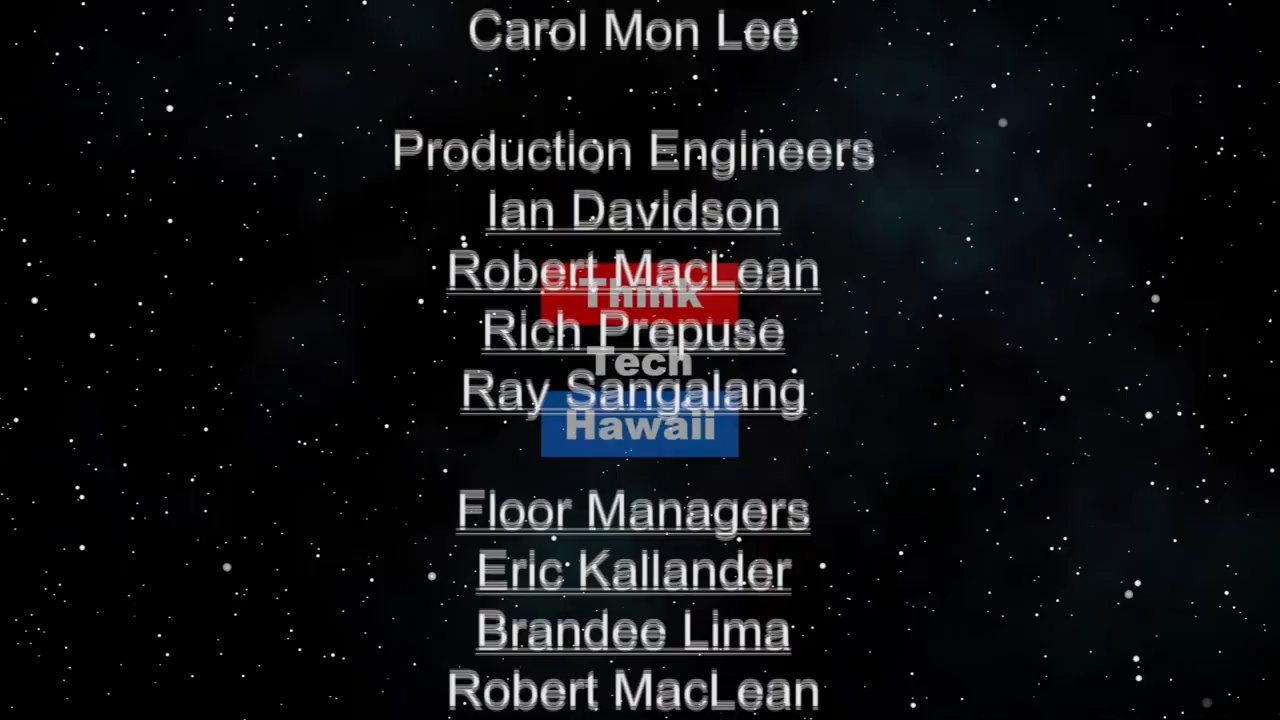 Carol Mon Lee
Production Engineers
Ian Davidson
Robert MacLean
Think
Rich Prepuse
Tech
Ray Sangalang
Hawaii
Floor Managers
Eric Kallander
Brandee Lima
Robert MacLean